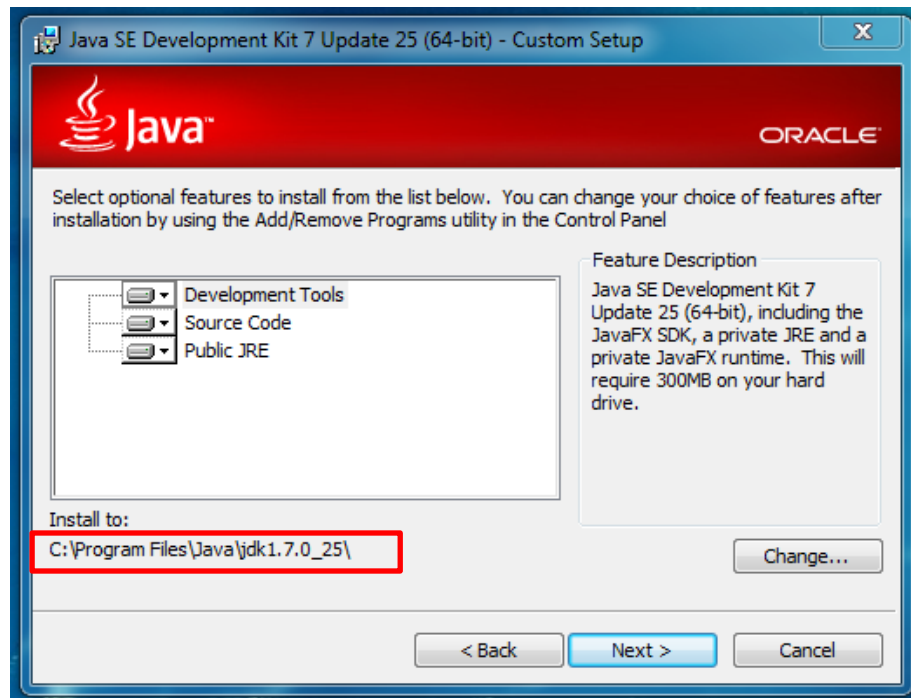 Java SE Development Kit 7 Update 25 (64-bit) - Custom Setup
Java™
ORACLE®
Select optional features to install from the list below.  You can change your choice of features after
installation by using the Add/Remove Programs utility in the Control Panel
Development Tools
Source Code
Public JRE
Feature Description
Java SE Development Kit 7
Update 25 (64-bit), including the
JavaFX SDK, a private JRE and a
private JavaFX runtime.  This will
require 300MB on your hard
drive.
Install to:
C:\Program Files\Java\jdk1.7.0_25\
Change...
< Back
Next >
Cancel